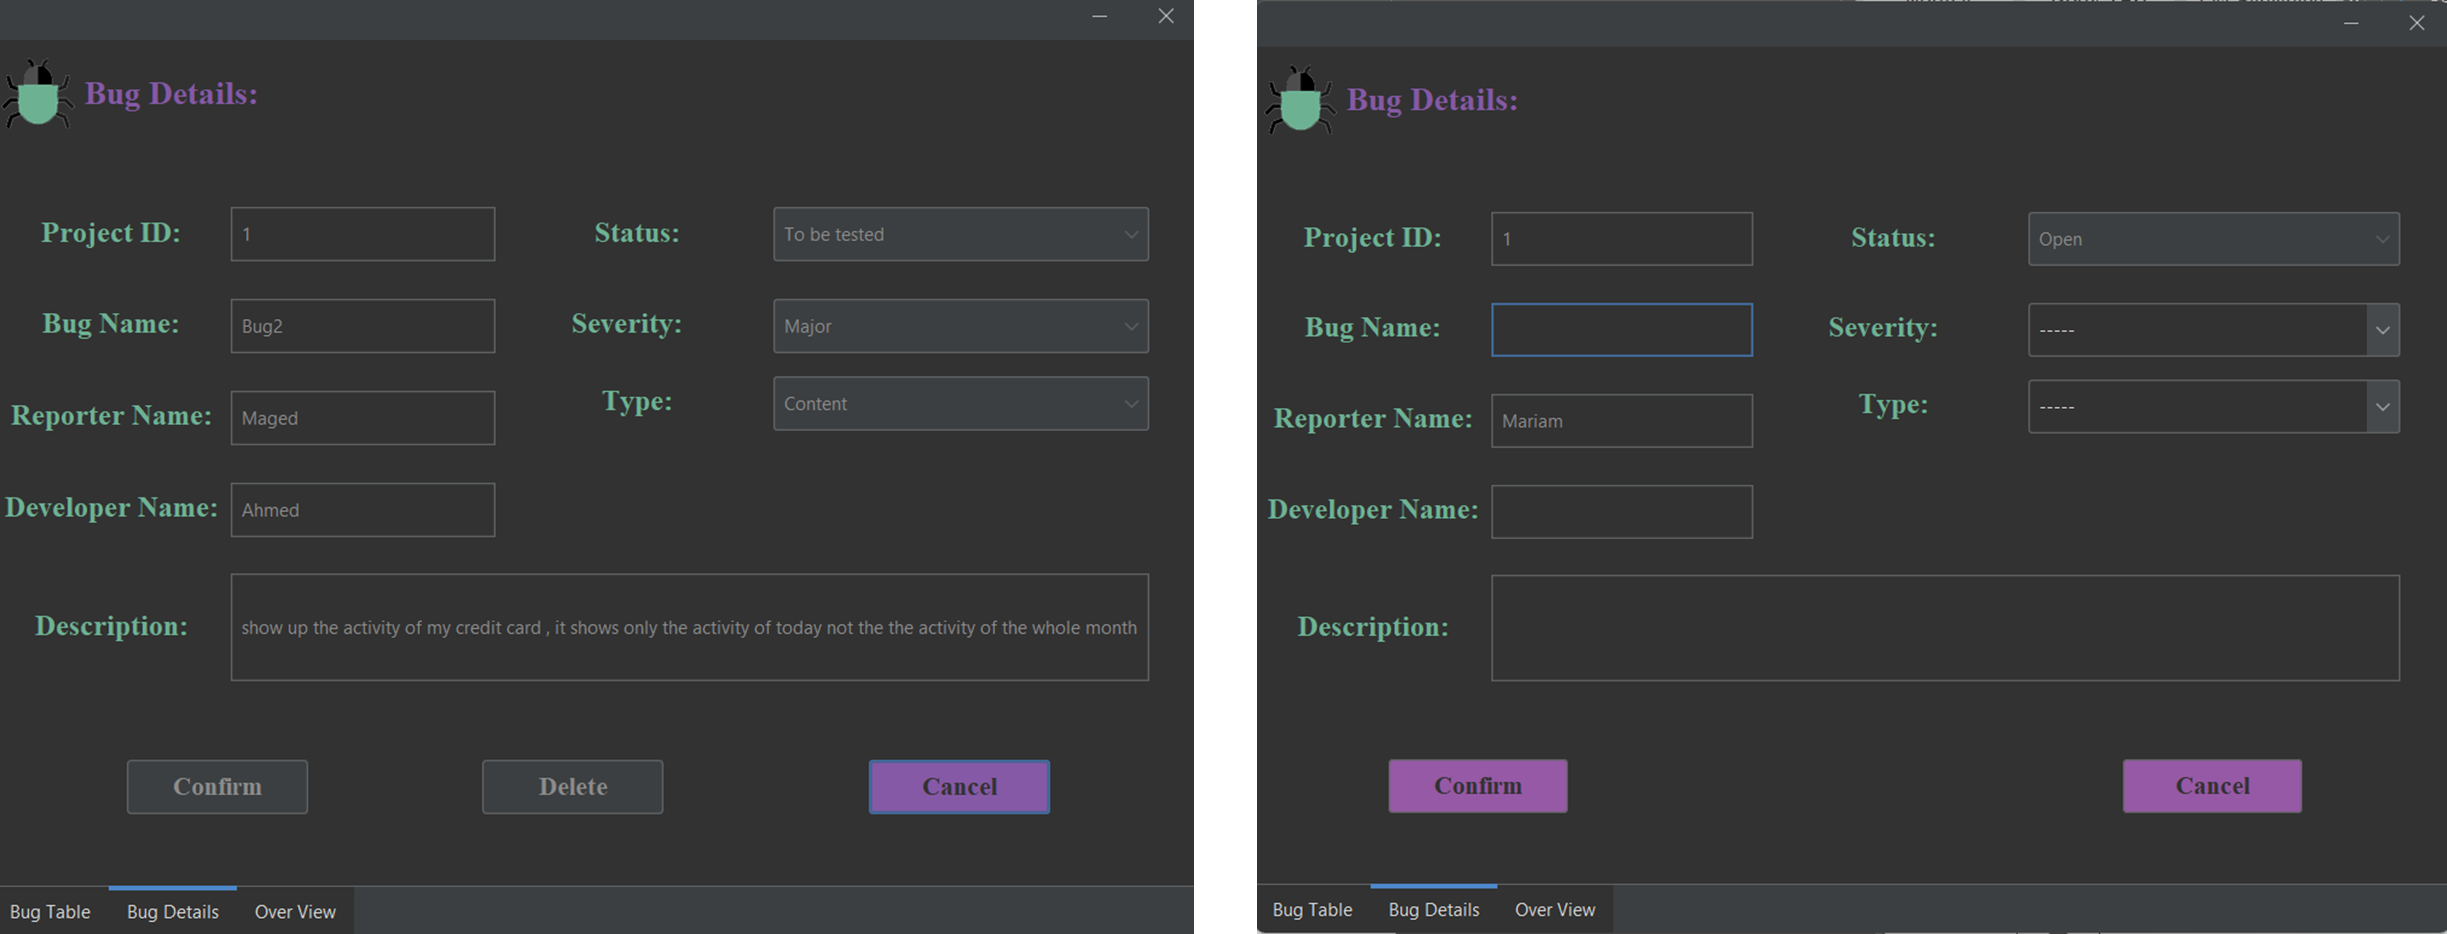 Bug Details:
Project ID: 1 Status: To be tested
Bug Name: Bug2 Severity: Major
Type: Content
Reporter Name: Maged
Developer Name: Ahmed
Description: show up the activity of my credit card , it shows only the activity of today not the the activity of the whole month
Confirm Delete Cancel
Bug Table Bug Details Over View
Bug Details:
Project ID: 1 Status: Open
Bug Name: Severity: -----
Type: -----
Reporter Name: Mariam
Developer Name:
Description:
Confirm Cancel
Bug Table Bug Details Over View